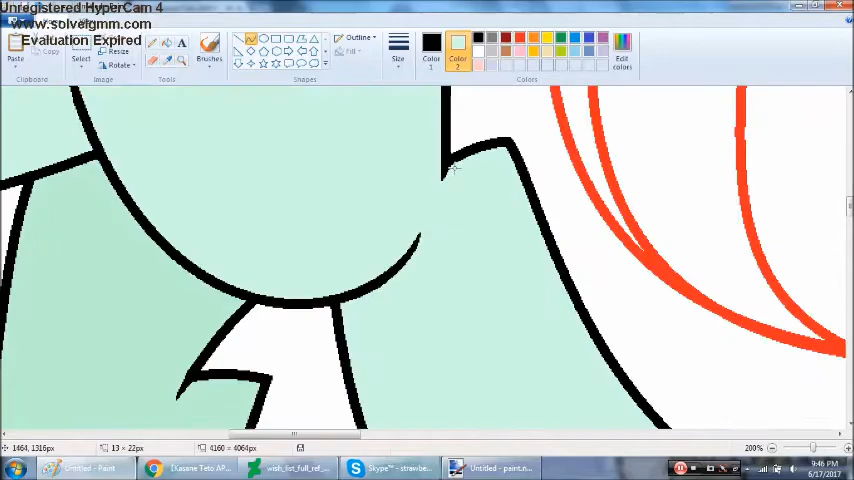 Unregistered HyperCam 4
www.solveigmm.com
Evaluation Expired
Paste
Copy
Clipboard
Select
Resize
Rotate
Image
Tools
Brushes
Shapes
Outline
Fill
Size
Color 1
Color 2
Edit colors
Colors
1464, 1316px
13 × 22px
4160 × 4064px
200%
Untitled - Paint
[Kasane Teto AP...
wish_list_full_ref_...
Skype™ - strawbe...
Untitled - paint.n...
9:46 PM
6/17/2017